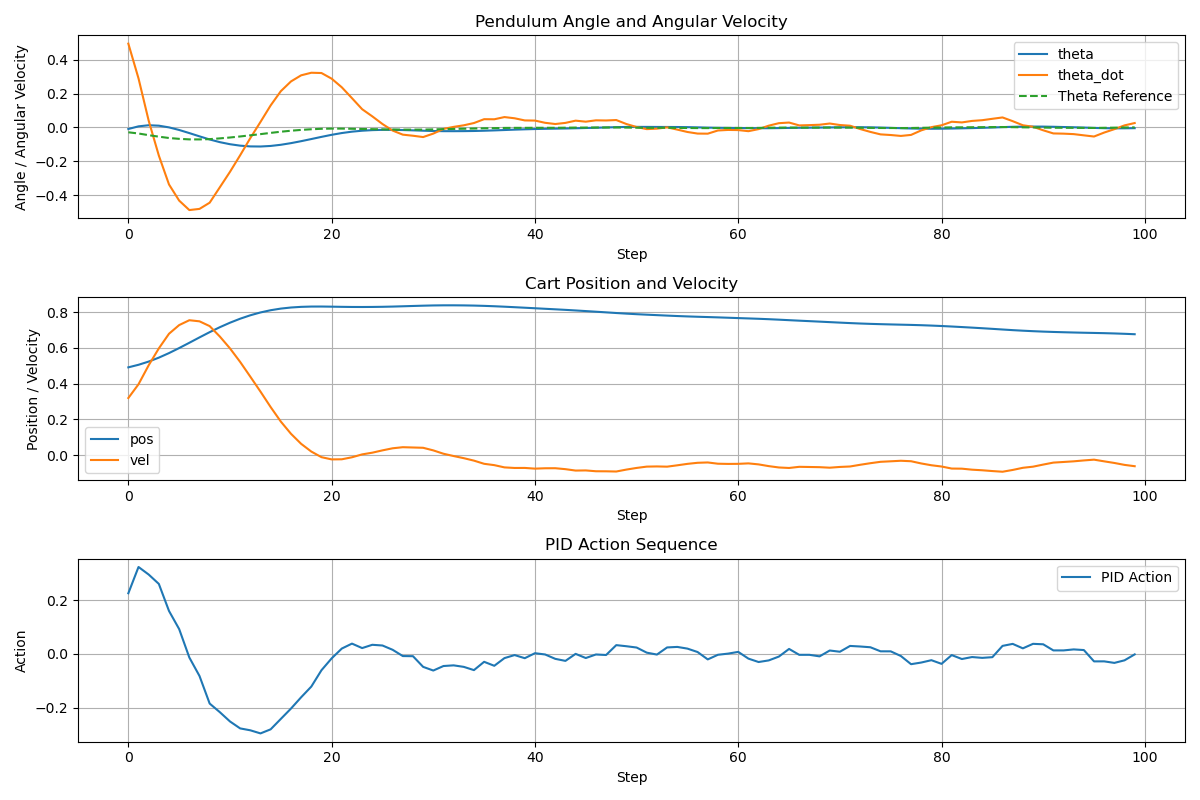 Pendulum Angle and Angular Velocity
Angle / Angular Velocity
0.4
0.2
0.0
−0.2
−0.4
theta
theta_dot
Theta Reference
0 20 40 60 80 100
Step
Cart Position and Velocity
Position / Velocity
0.8
0.6
0.4
0.2
0.0
pos
vel
0 20 40 60 80 100
Step
PID Action Sequence
Action
0.2
0.0
−0.2
PID Action
0 20 40 60 80 100
Step